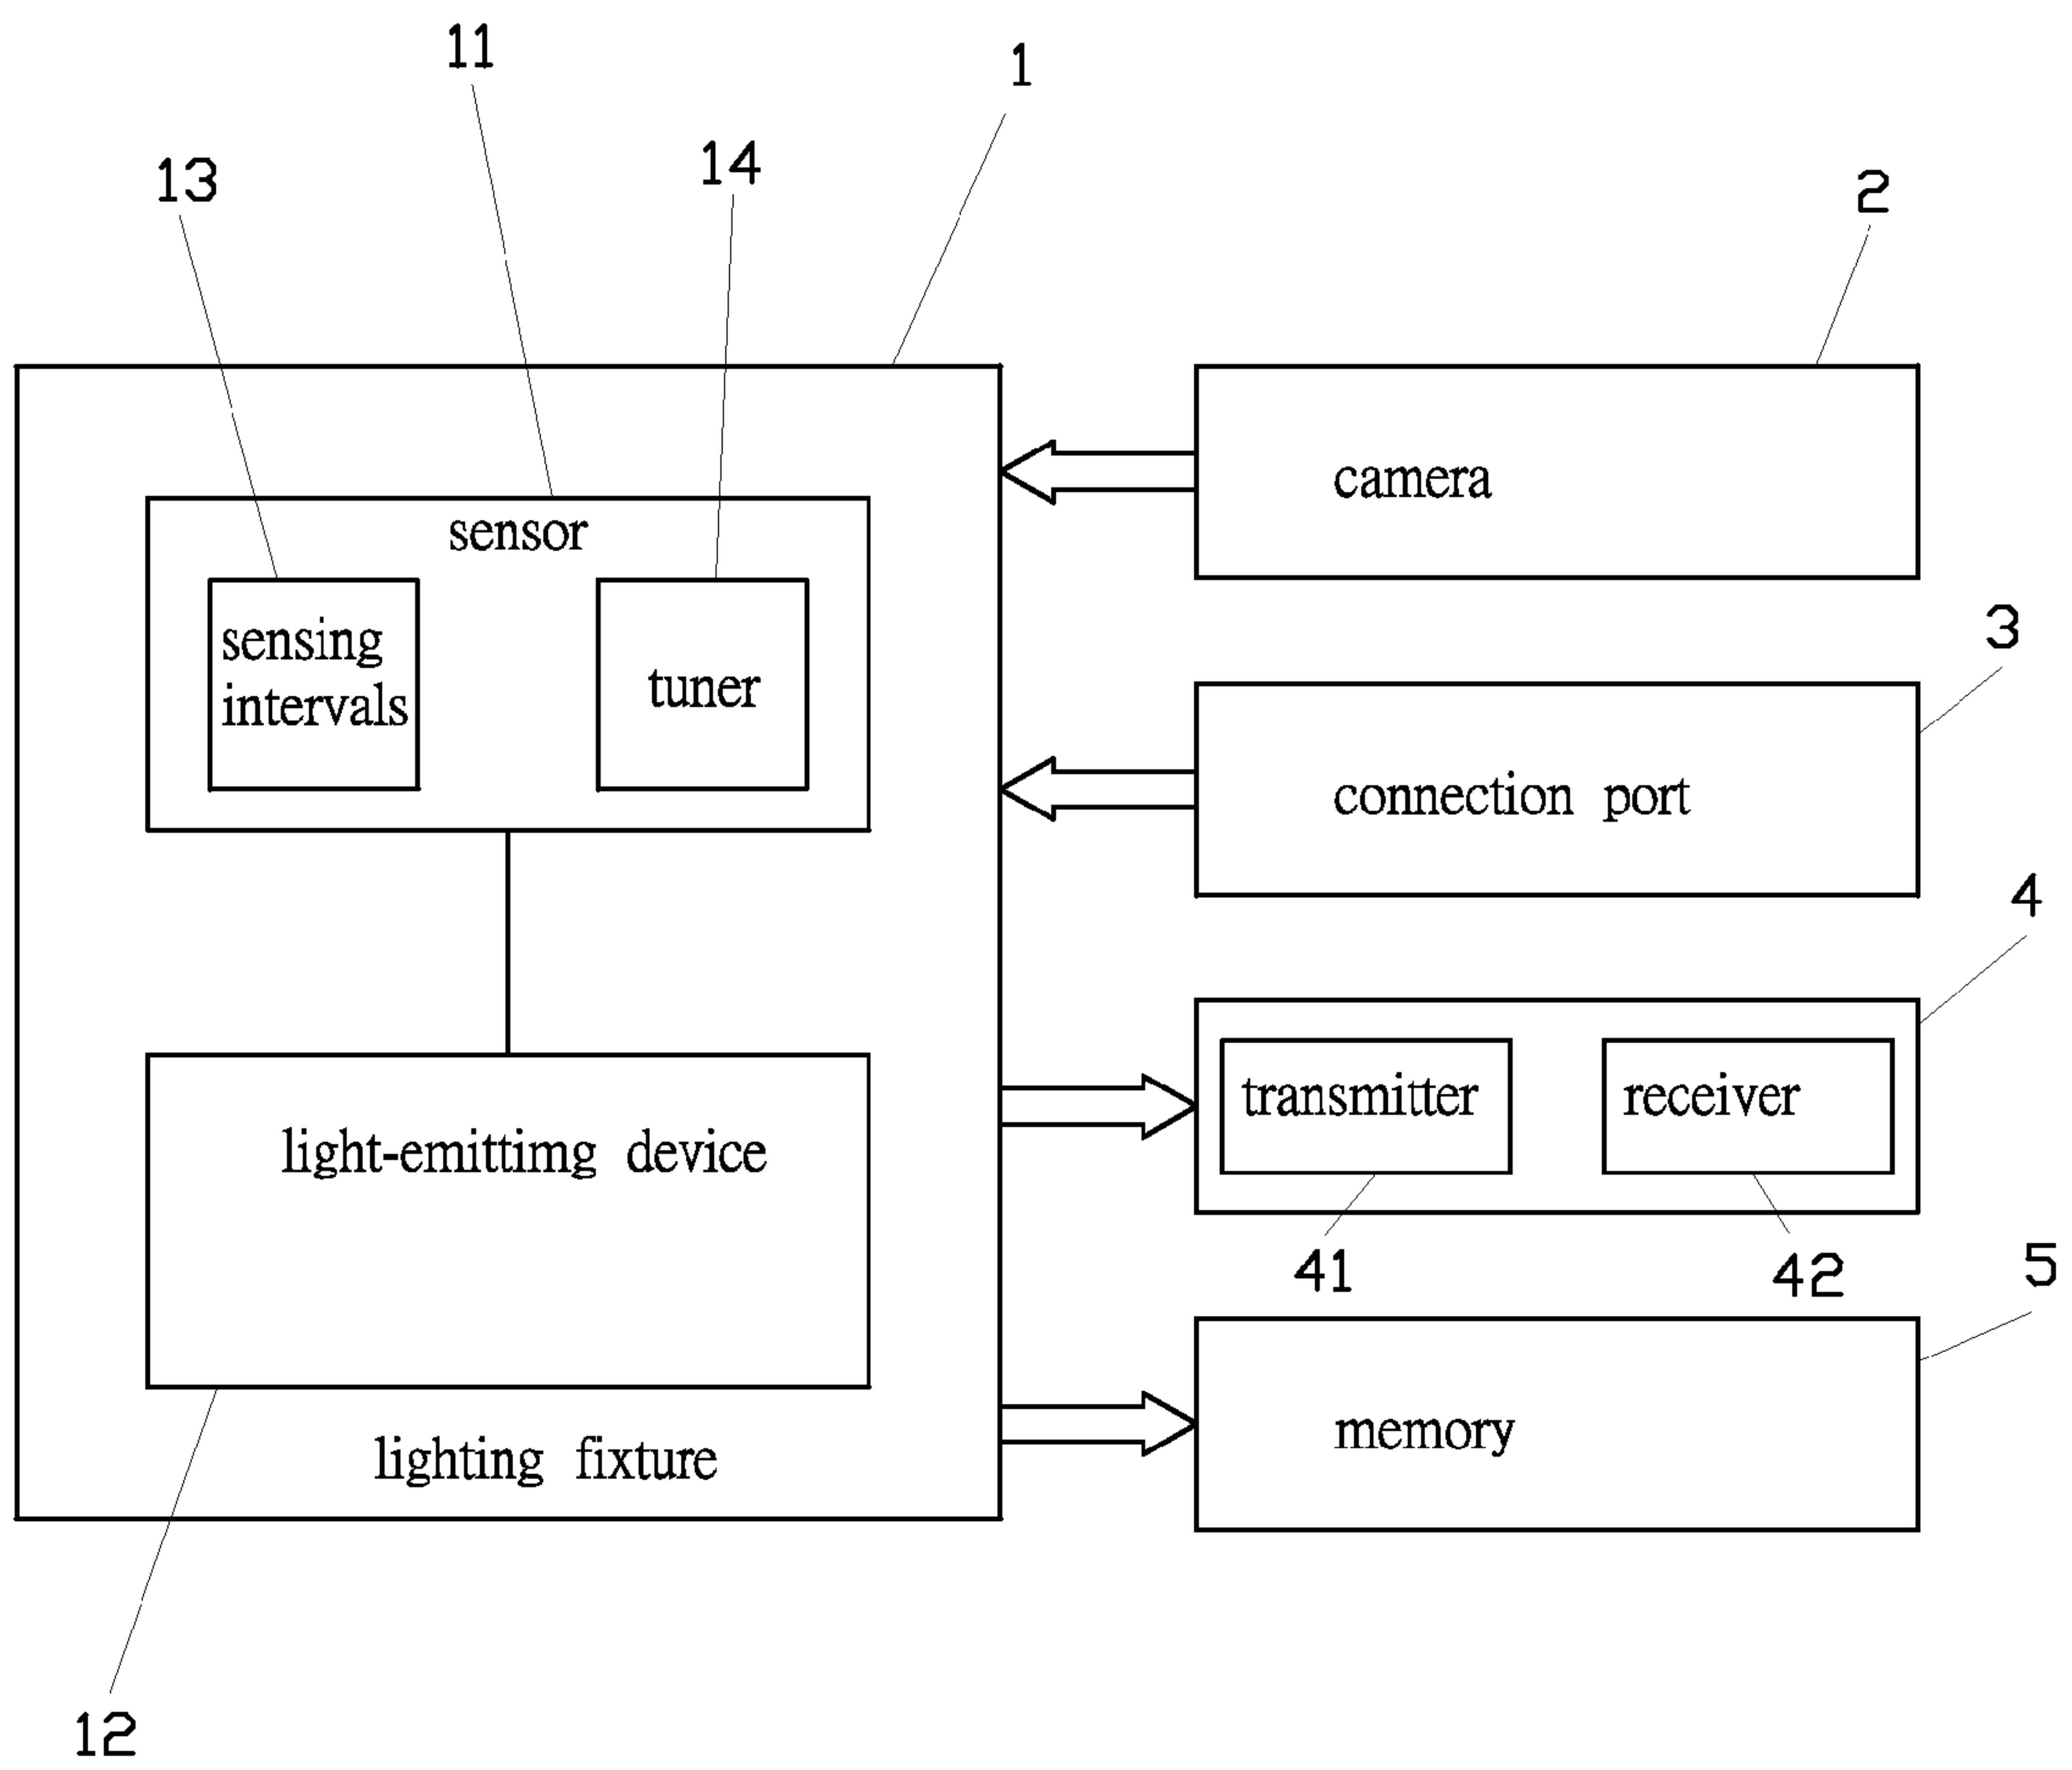 11
1
14
13
2
sensor
camera
sensing
intervals
tuner
3
connection port
4
transmitter
receiver
light-emittimg device
41
42
5
lighting fixture
memory
12